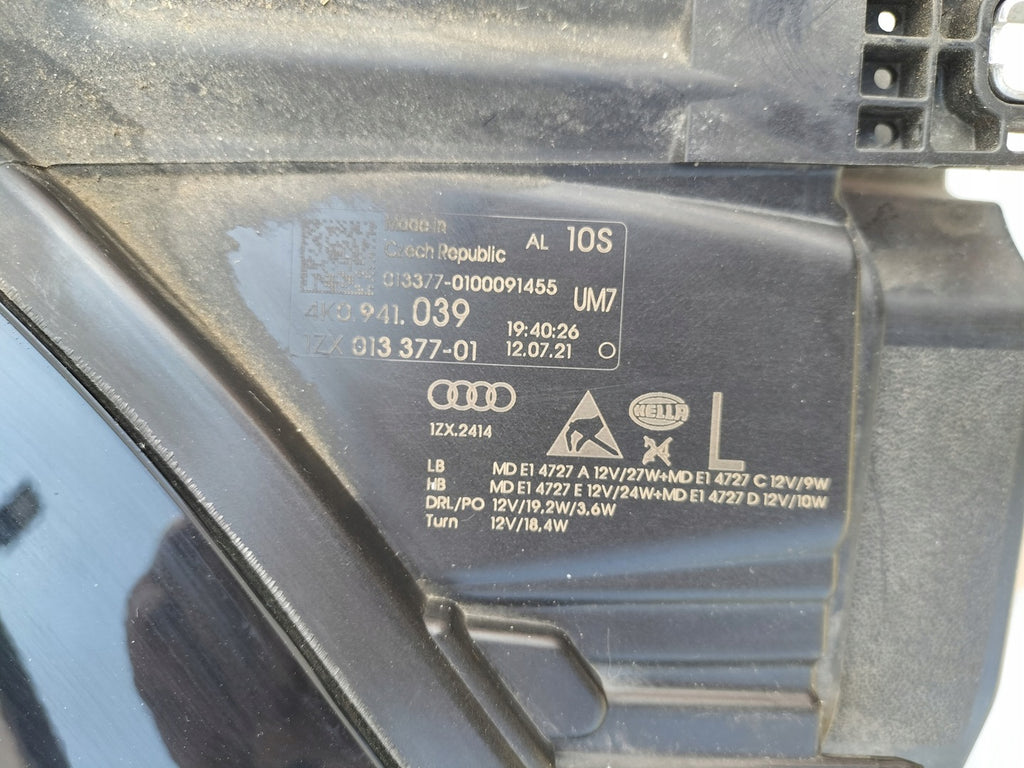 Made in
Czech Republic
AL 10S
013377-0100091455
UM7
4K0.941.039
19:40:26
1ZX 013 377-01
12.07.21
1ZX.2414
HELLA
L
LB MD E1 4727 A 12V/27W+MD E1 4727 C 12V/9W
HB MD E1 4727 E 12V/24W+MD E1 4727 D 12V/10W
DRL/PO 12V/19,2W/3,6W
Turn 12V/18,4W